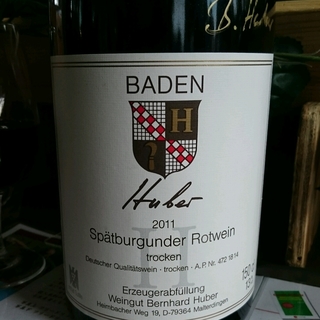 B. Huber
BADEN
H
Huber
H
2011
Spätburgunder Rotwein
trocken
Deutscher Qualitätswein · trocken · A.P. Nr. 472 18 14
Erzeugerabfüllung
Weingut Bernhard Huber
Heimbacher Weg 19, D-79364 Malterdingen